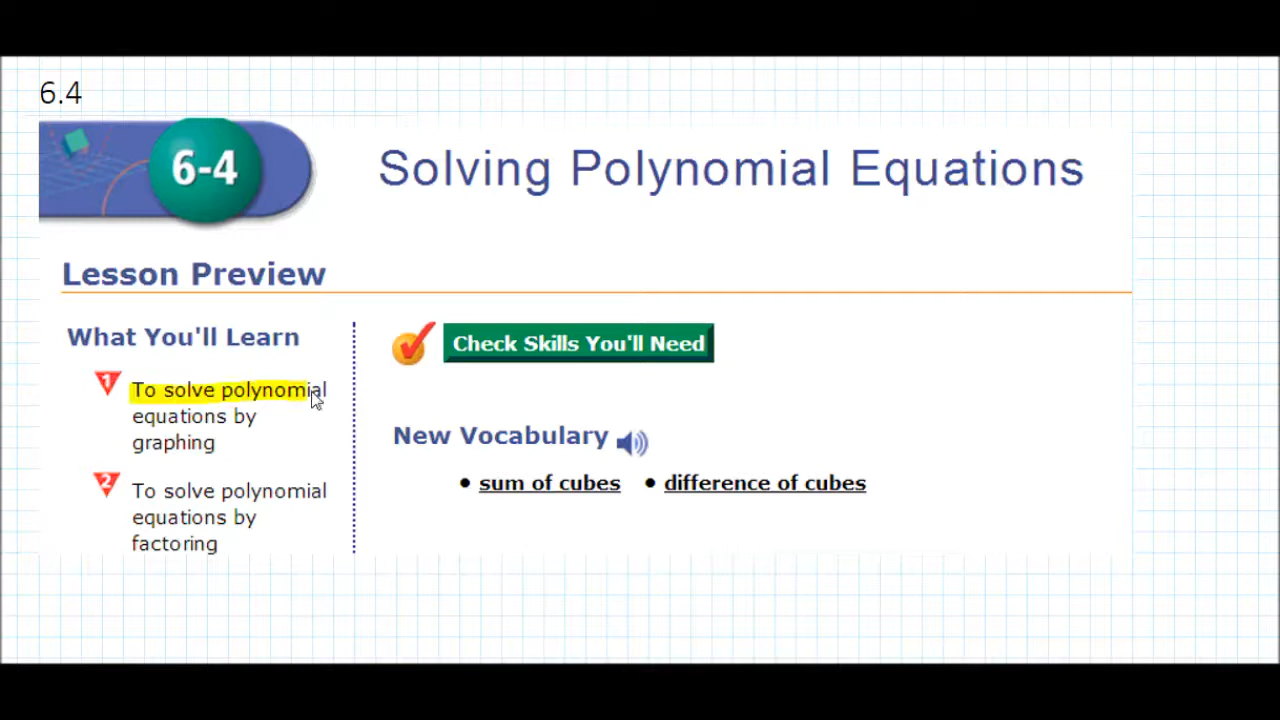 6.4
6-4
Solving Polynomial Equations
Lesson Preview
What You'll Learn
1
To solve polynomial
equations by
graphing
2
To solve polynomial
equations by
factoring
Check Skills You'll Need
New Vocabulary
• sum of cubes • difference of cubes